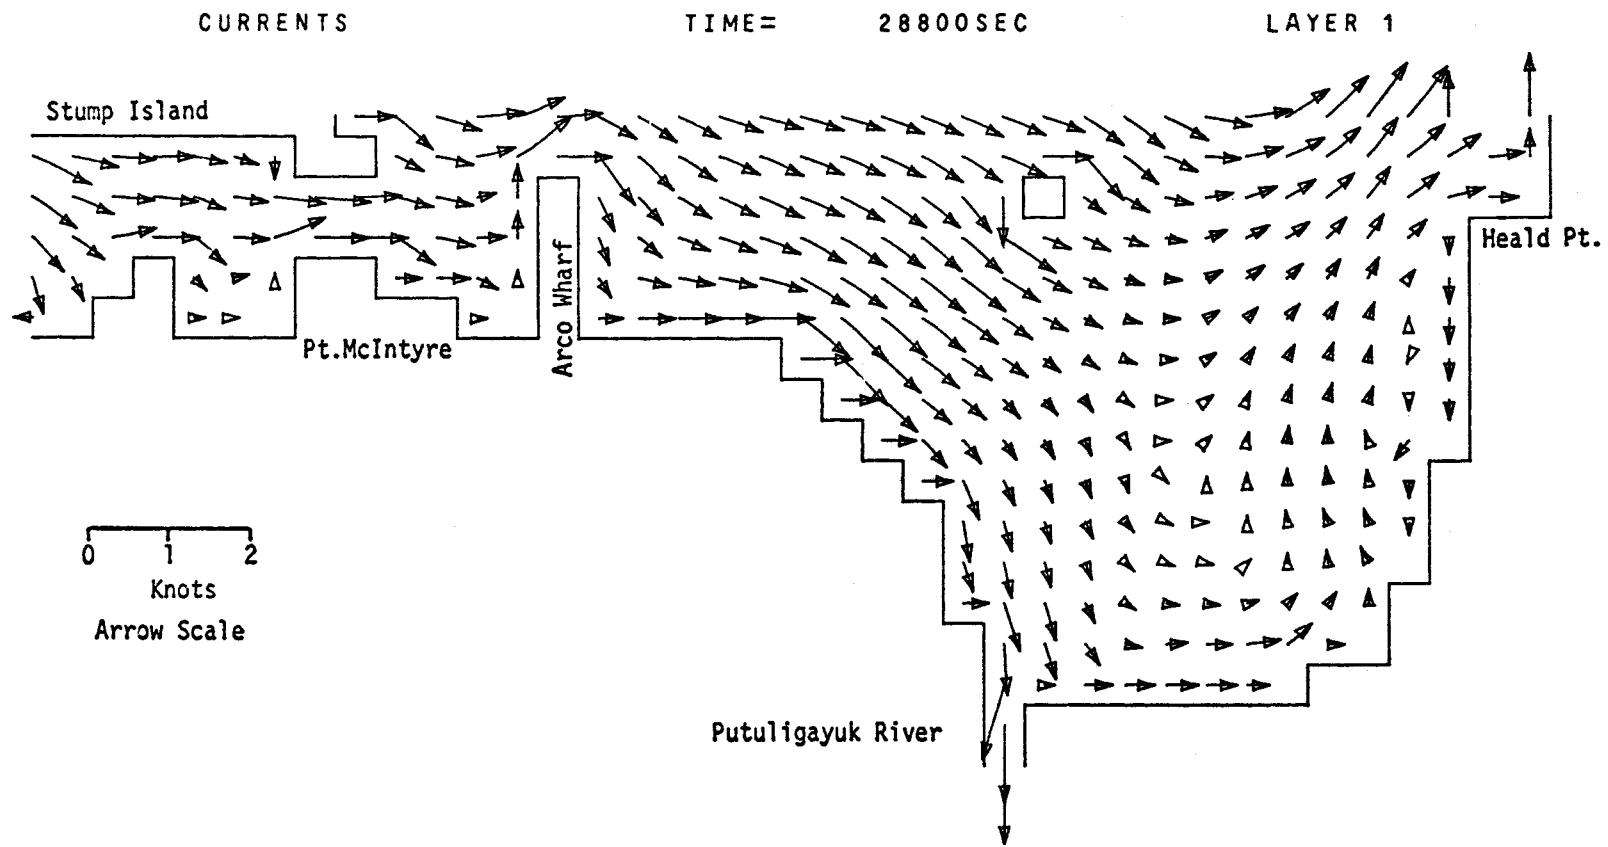 CURRENTS TIME= 28800SEC LAYER 1
Stump Island
Heald Pt.
Arco Wharf
Pt.McIntyre
0 1 2
Knots
Arrow Scale
Putuligayuk River